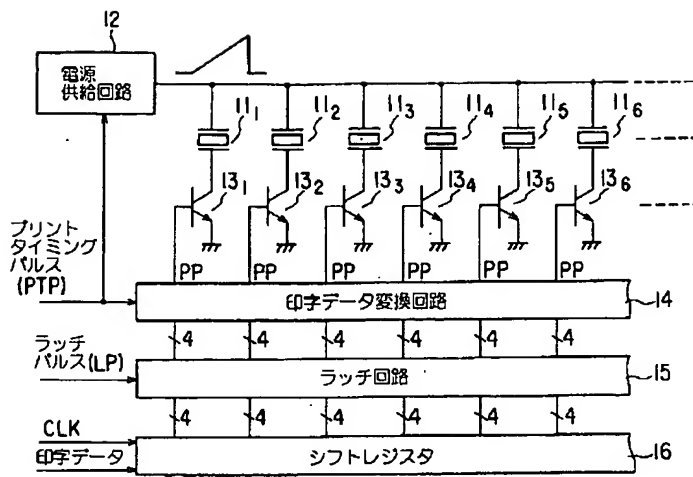 12
電源
供給回路
11₁
11₂
11₃
11₄
11₅
11₆
13₁
13₂
13₃
13₄
13₅
13₆
プリント
タイミング
パルス
(PTP)
PP
PP
PP
PP
PP
PP
印字データ変換回路
14
4
4
4
4
4
4
ラッチ
パルス(LP)
ラッチ回路
15
4
4
4
4
4
4
CLK
印字データ
シフトレジスタ
16